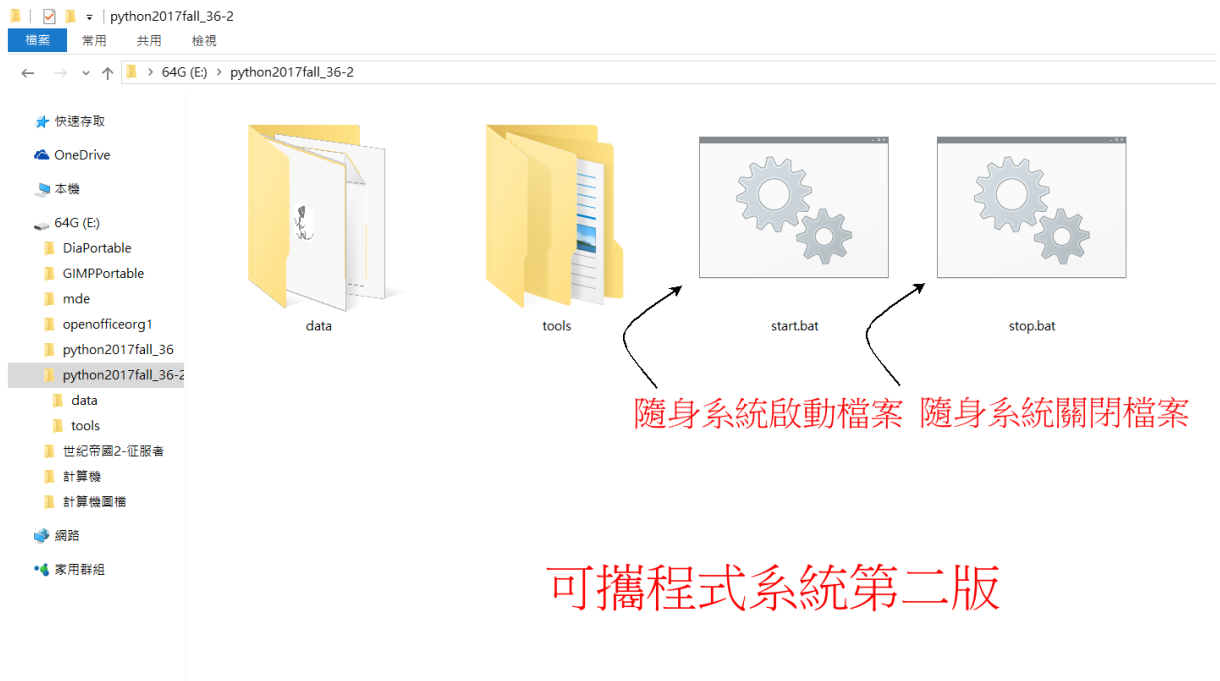 python2017fall_36-2
檔案 常用 共用 檢視
64G (E:) python2017fall_36-2
快速存取
OneDrive
本機
64G (E:)
DiaPortable
GIMPPortable
mde
openofficeorg1
python2017fall_36
python2017fall_36-2
data
tools
世紀帝國2-征服者
計算機
計算機圖檔
網路
家用群組
data tools start.bat stop.bat
隨身系統啟動檔案 隨身系統關閉檔案
可攜程式系統第二版